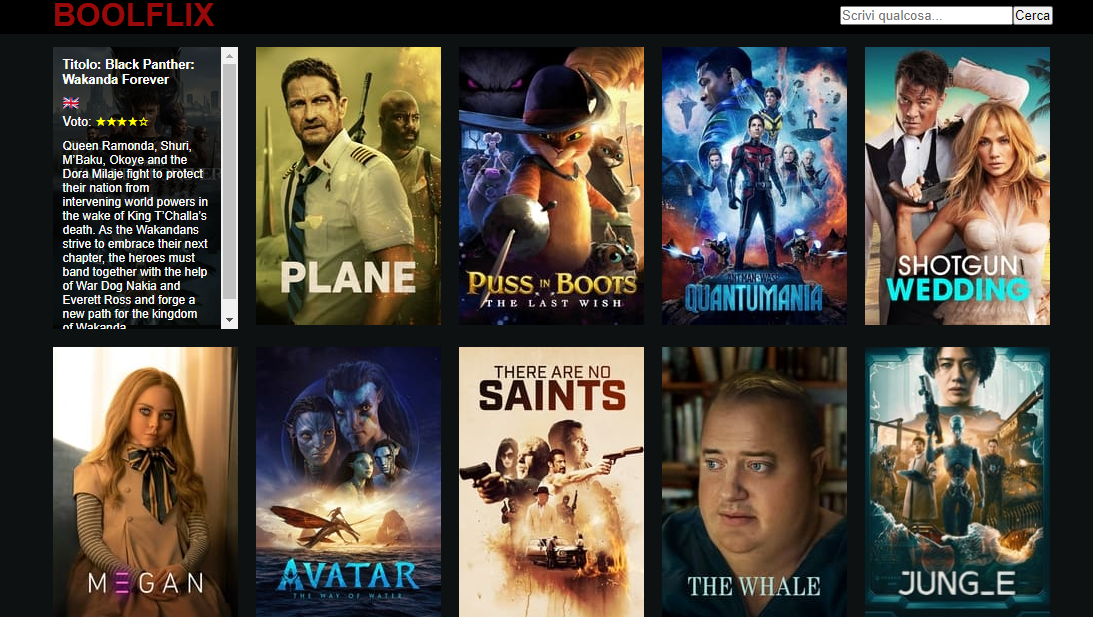 BOOLFLIX
Scrivi qualcosa...
Cerca
Titolo: Black Panther:
Wakanda Forever
Voto: ★★★★☆
Queen Ramonda, Shuri,
M'Baku, Okoye and the
Dora Milaje fight to protect
their nation from
intervening world powers in
the wake of King T'Challa's
death. As the Wakandans
strive to embrace their next
chapter, the heroes must
band together with the help
of War Dog Nakia and
Everett Ross and forge a
new path for the kingdom
of Wakanda
PLANE
PUSS IN BOOTS
THE LAST WISH
ANT-MAN AND THE WASP
QUANTUMANIA
SHOTGUN
WEDDING
M∃GAN
AVATAR
THE WAY OF WATER
THERE ARE NO
SAINTS
THE WHALE
JUNG_E